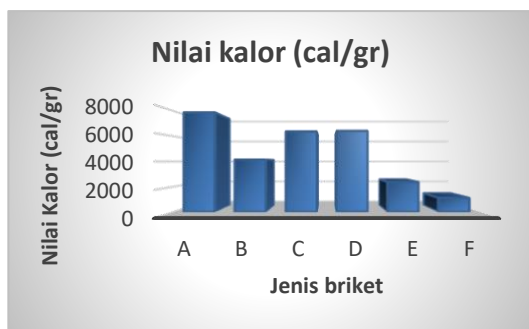 Nilai kalor (cal/gr)
Nilai Kalor (cal/gr)
8000
6000
4000
2000
0
A B C D E F
Jenis briket